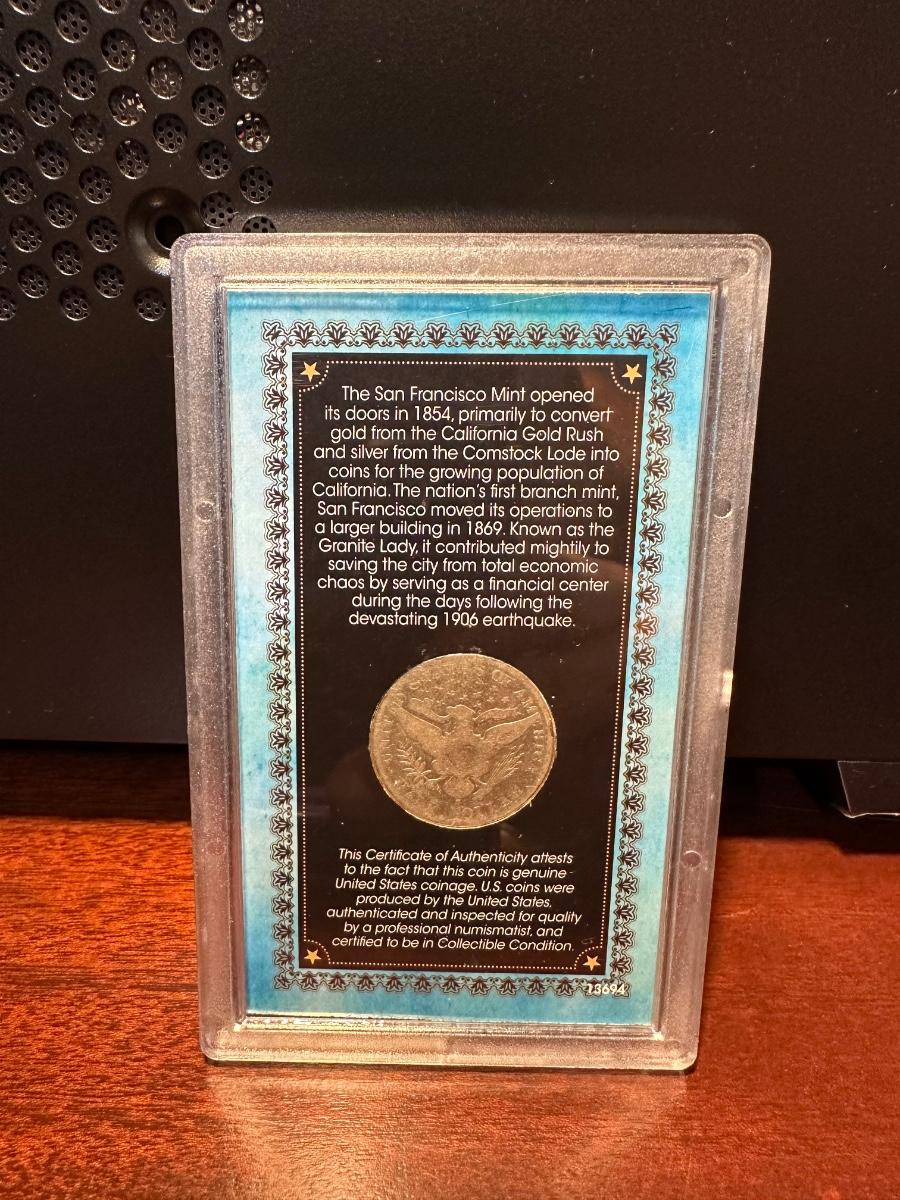 The San Francisco Mint opened
its doors in 1854, primarily to convert
gold from the California Gold Rush
and silver from the Comstock Lode into
coins for the growing population of
California. The nation's first branch mint,
San Francisco moved its operations to
a larger building in 1869. Known as the
Granite Lady, it contributed mightily to
saving the city from total economic
chaos by serving as a financial center
during the days following the
devastating 1906 earthquake.
OF AMERICA
This Certificate of Authenticity attests
to the fact that this coin is genuine
United States coinage. U.S. coins were
produced by the United States,
authenticated and inspected for quality
by a professional numismatist, and
certified to be in Collectible Condition.
13694